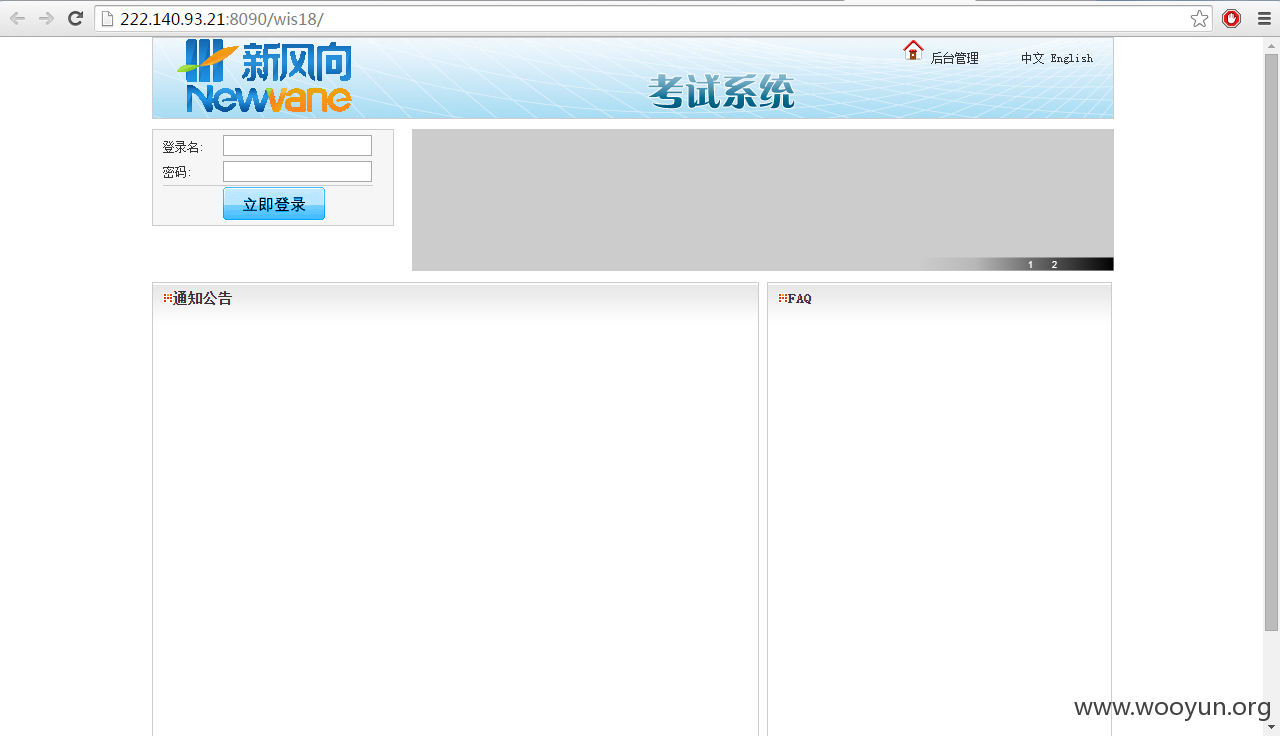 222.140.93.21:8090/wis18/
新风向
Newvane
考试系统
后台管理
中文 English
登录名:
密码:
立即登录
1 2
通知公告
FAQ
www.wooyun.org